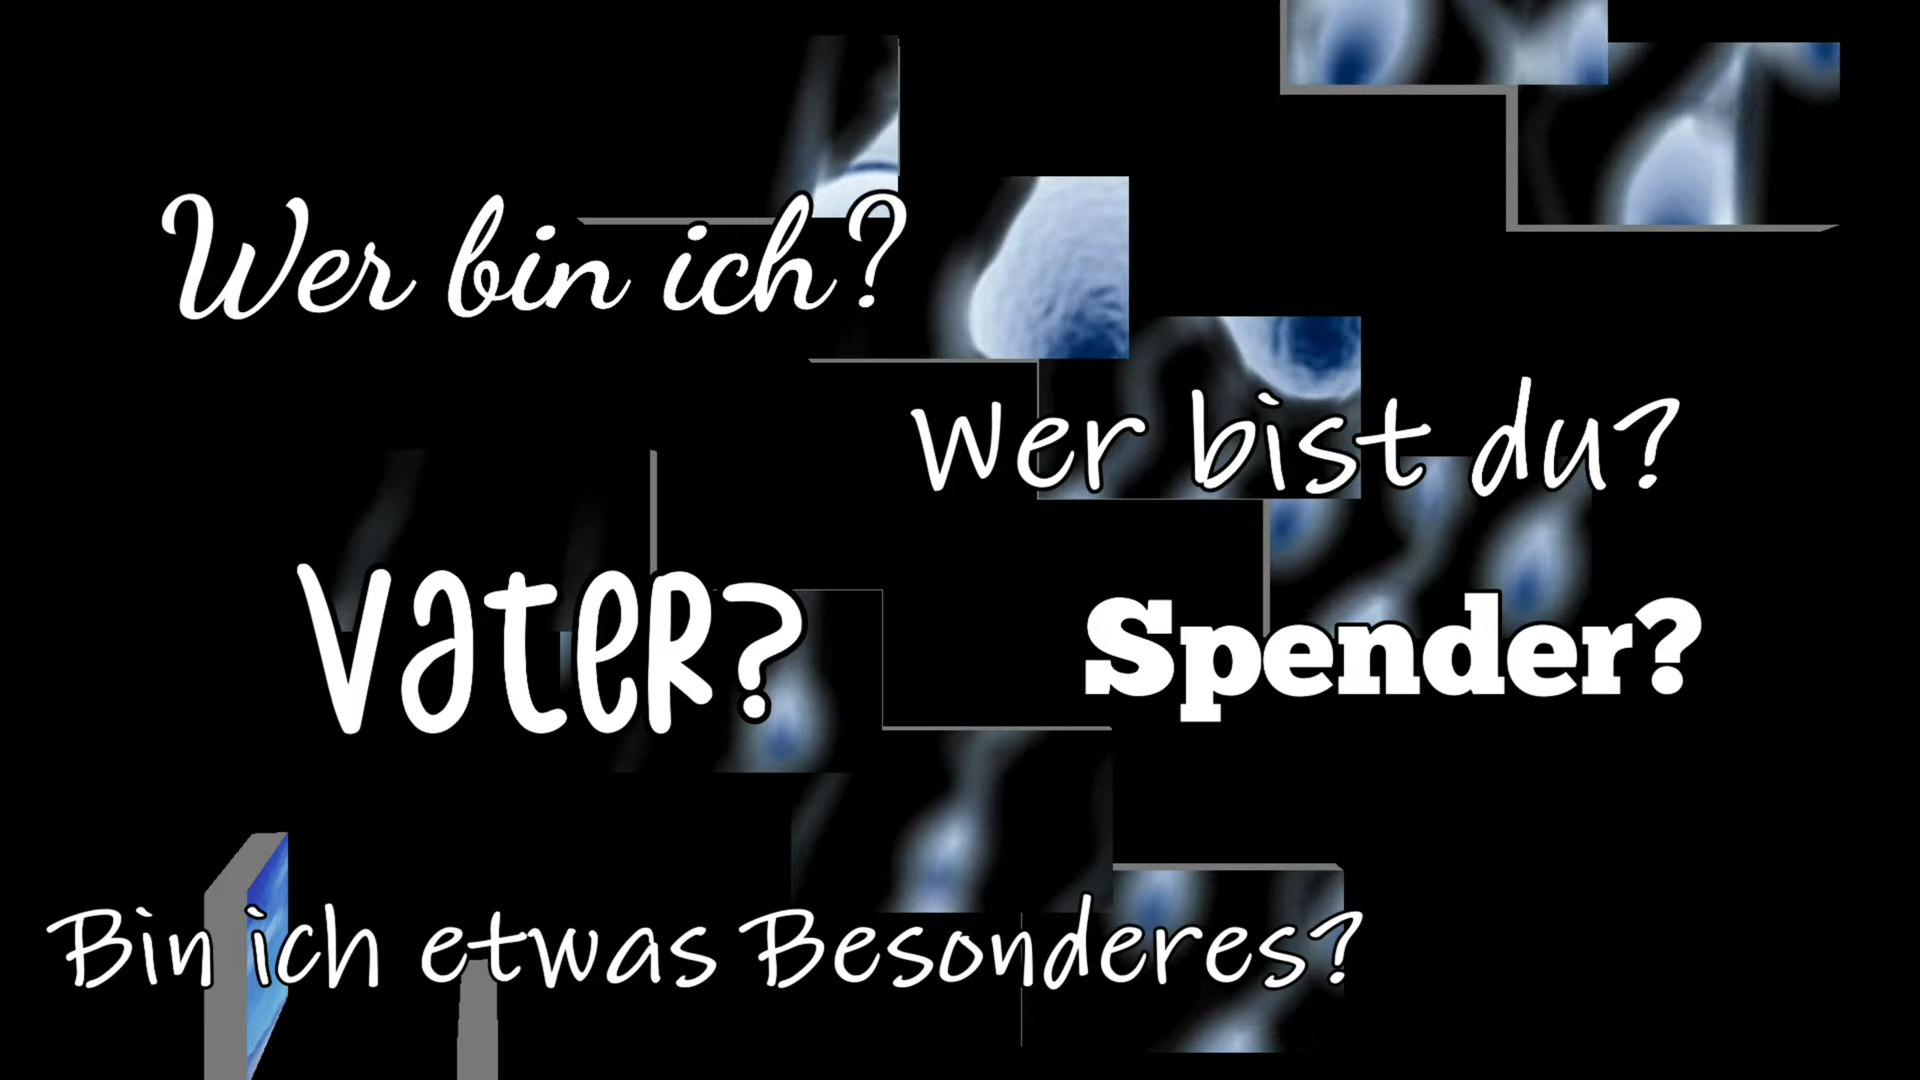 Wer bin ich?
Wer bist du?
Vater?
Spender?
Bin ich etwas Besonderes?